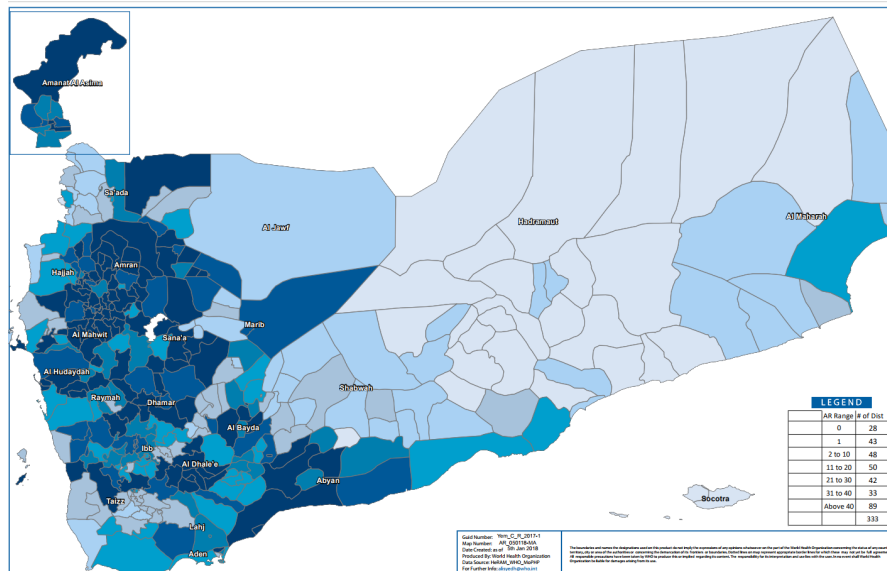 Amanat Al Asima
Sa'ada
Al Jawf
Hadramaut
Al Maharah
Amran
Hajjah
Marib
Al Mahwit
Sana'a
Al Hudaydah
Shabwah
Raymah
Dhamar
Al Bayda
Ibb
Al Dhale'e
Abyan
Taizz
Socotra
Lahj
Aden
LEGEND
AR Range # of Dist
0 28
1 43
2 to 10 48
11 to 20 50
21 to 30 42
31 to 40 33
Above 40 89
333
Guid Number: Yem_C_R_2017-1
Map Number: AR_050118-MA
Date Created: as of 5th Jan 2018
Produced By: World Health Organization
Data Source: HeRAMS_WHO_MoPHP
For Further Info: